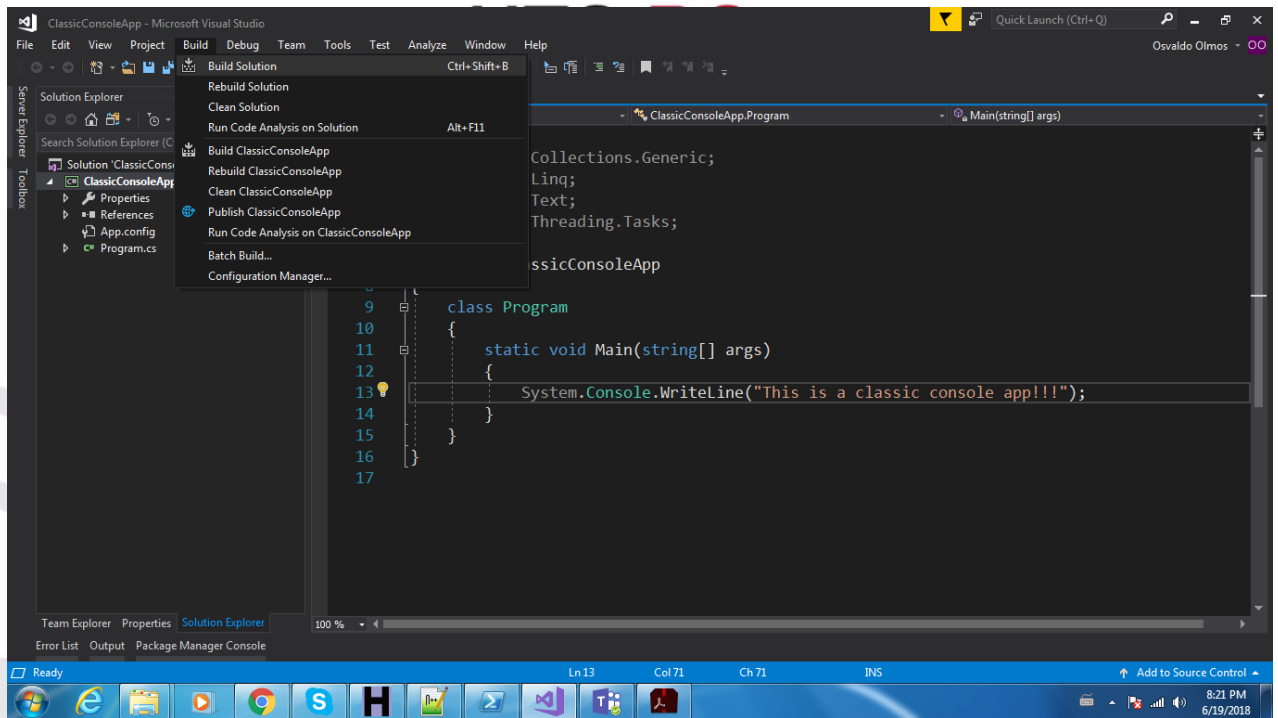 ClassicConsoleApp - Microsoft Visual Studio
Quick Launch (Ctrl+Q)
File Edit View Project Build Debug Team Tools Test Analyze Window Help
Osvaldo Olmos OO
Build Solution Ctrl+Shift+B
Rebuild Solution
Clean Solution
Run Code Analysis on Solution Alt+F11
Build ClassicConsoleApp
Rebuild ClassicConsoleApp
Clean ClassicConsoleApp
Publish ClassicConsoleApp
Run Code Analysis on ClassicConsoleApp
Batch Build...
Configuration Manager...
Server Explorer
Toolbox
Solution Explorer
Search Solution Explorer (C
Solution 'ClassicConso
ClassicConsoleApp
Properties
References
App.config
C# Program.cs
ClassicConsoleApp.Program
Main(string[] args)
Collections.Generic;
Linq;
Text;
Threading.Tasks;
ssicConsoleApp
{
9 class Program
10 {
11 static void Main(string[] args)
12 {
13 System.Console.WriteLine("This is a classic console app!!!");
14 }
15 }
16 }
17
Team Explorer Properties Solution Explorer
100 %
Error List Output Package Manager Console
Ready Ln 13 Col 71 Ch 71 INS Add to Source Control
8:21 PM
6/19/2018